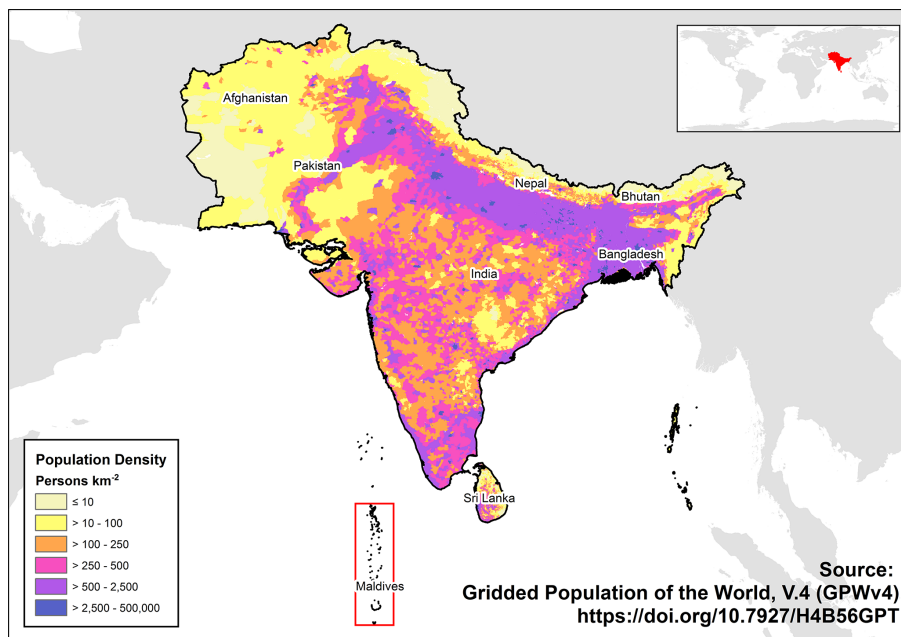 Afghanistan
Pakistan
Nepal
Bhutan
Bangladesh
India
Sri Lanka
Maldives
Population Density
Persons km⁻²
≤ 10
> 10 - 100
> 100 - 250
> 250 - 500
> 500 - 2,500
> 2,500 - 500,000
Source:
Gridded Population of the World, V.4 (GPWv4)
https://doi.org/10.7927/H4B56GPT